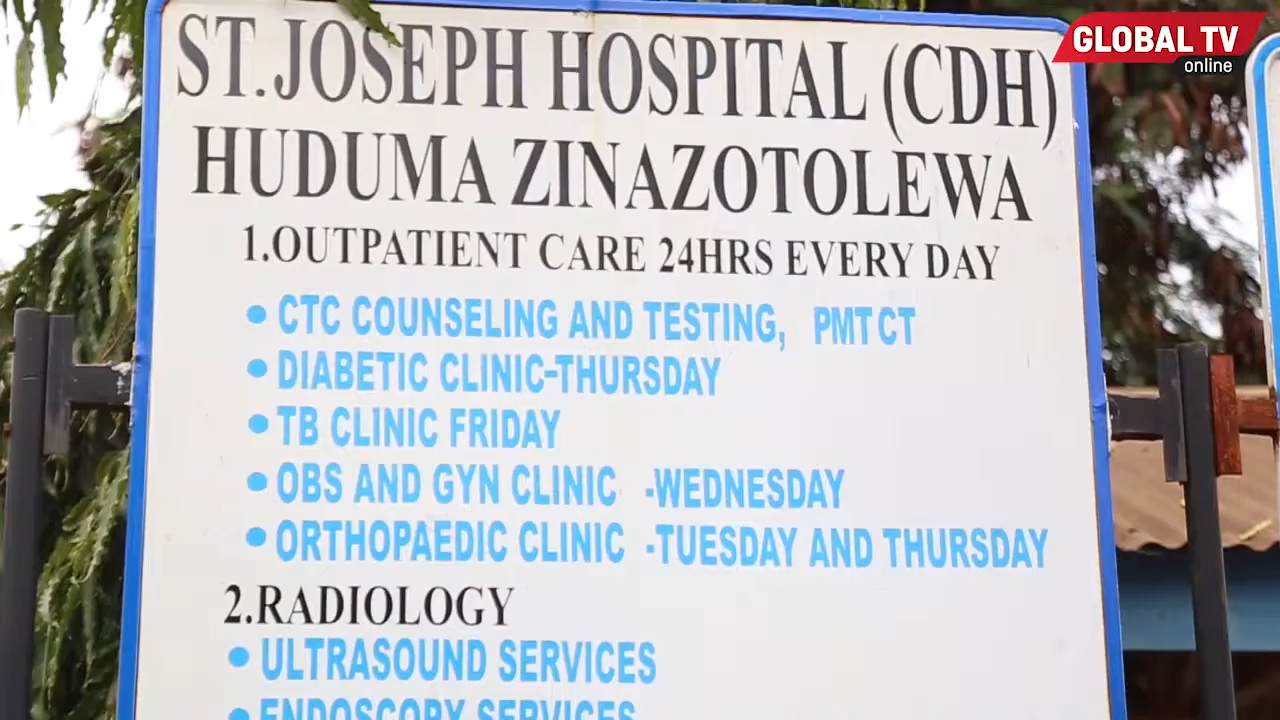 GLOBAL TV
online
ST.JOSEPH HOSPITAL (CDH)
HUDUMA ZINAZOTOLEWA
1.OUTPATIENT CARE 24HRS EVERY DAY
• CTC COUNSELING AND TESTING, PMTCT
• DIABETIC CLINIC-THURSDAY
• TB CLINIC FRIDAY
• OBS AND GYN CLINIC -WEDNESDAY
• ORTHOPAEDIC CLINIC -TUESDAY AND THURSDAY
2.RADIOLOGY
• ULTRASOUND SERVICES
• ENDOSCOPY SERVICES